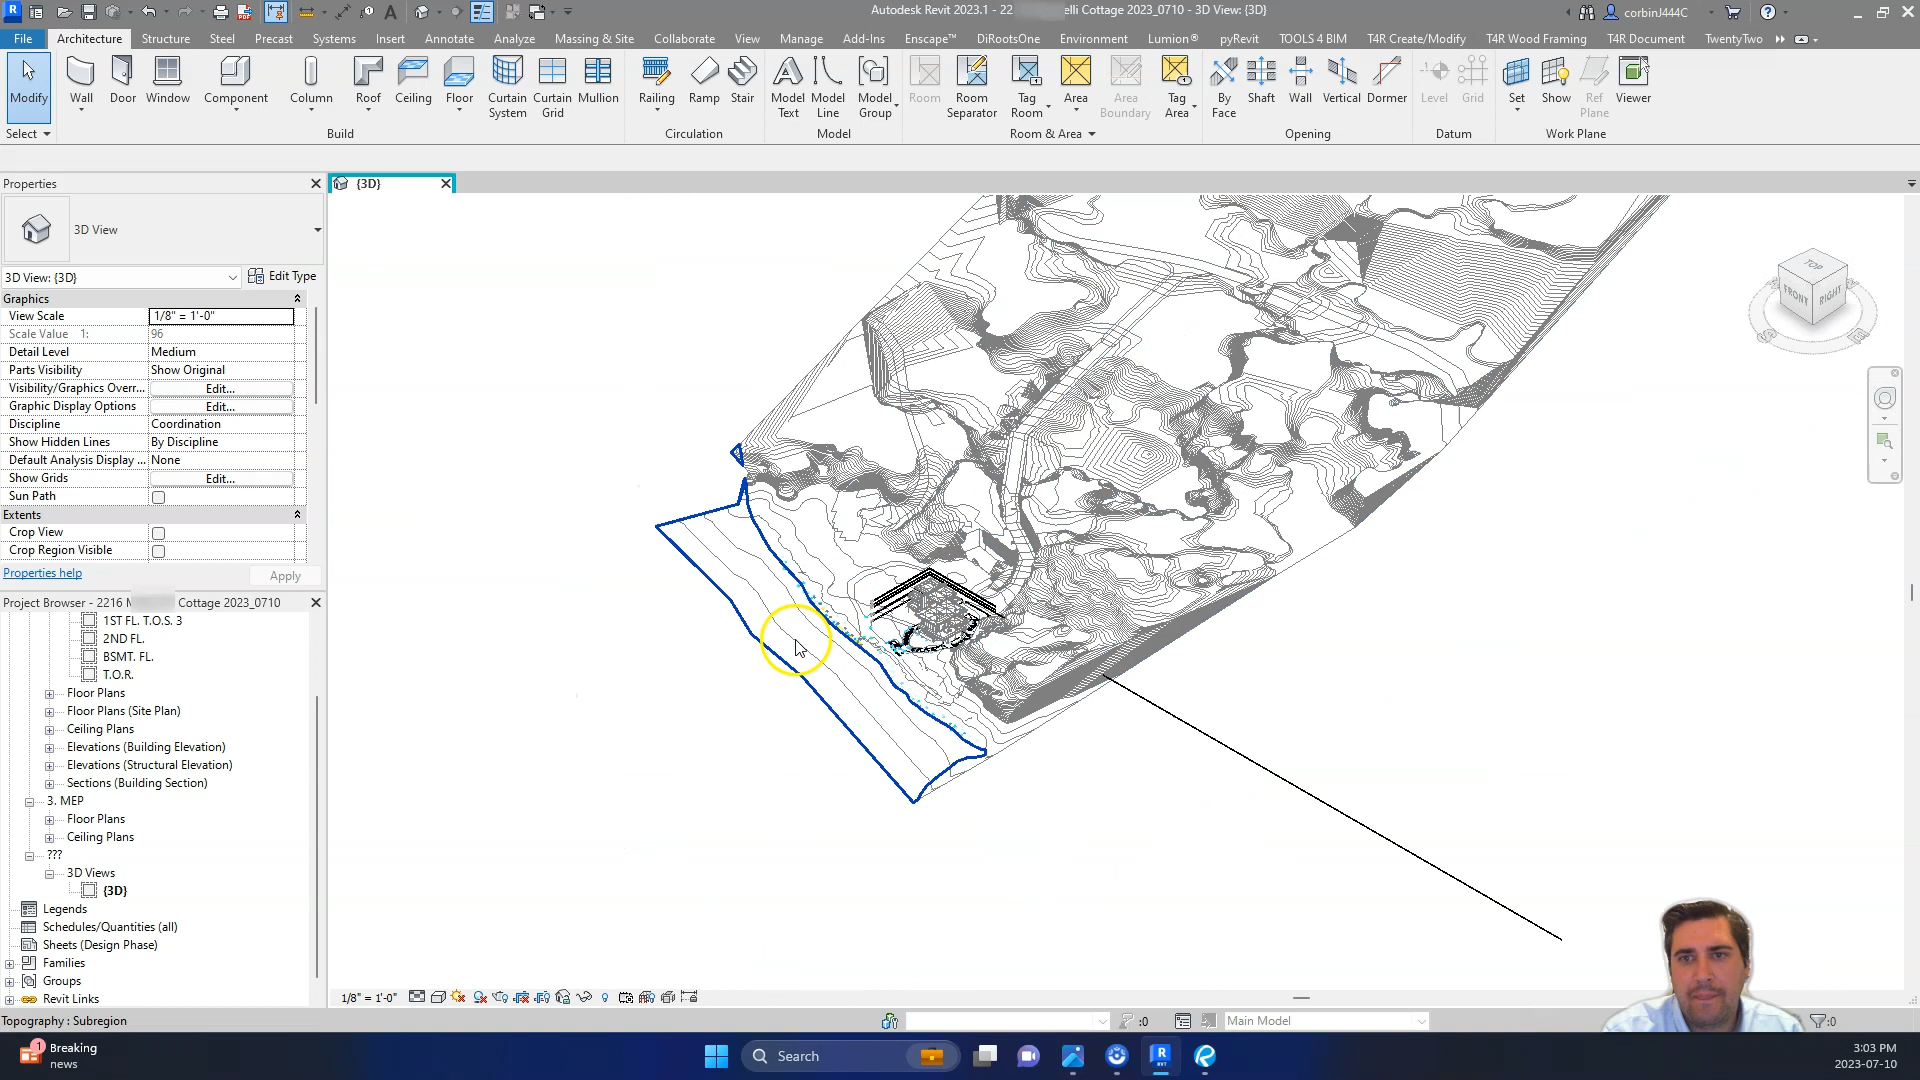 Autodesk Revit 2023.1 - 22 elli Cottage 2023_0710 - 3D View: {3D}
corbinJ444C
File Architecture Structure Steel Precast Systems Insert Annotate Analyze Massing & Site Collaborate View Manage Add-Ins Enscape™ DiRootsOne Environment Lumion® pyRevit TOOLS 4 BIM T4R Create/Modify T4R Wood Framing T4R Document TwentyTwo
Modify Wall Door Window Component Column Roof Ceiling Floor Curtain System Curtain Grid Mullion Railing Ramp Stair Model Text Model Line Model Group Room Room Separator Tag Room Area Area Boundary Tag Area By Face Shaft Wall Vertical Dormer Level Grid Set Show Ref Plane Viewer
Select Build Circulation Model Room & Area Opening Datum Work Plane
Properties
{3D}
3D View
3D View: {3D} Edit Type
Graphics
View Scale 1/8" = 1'-0"
Scale Value 1: 96
Detail Level Medium
Parts Visibility Show Original
Visibility/Graphics Overr... Edit...
Graphic Display Options Edit...
Discipline Coordination
Show Hidden Lines By Discipline
Default Analysis Display ... None
Show Grids Edit...
Sun Path
Extents
Crop View
Crop Region Visible
Properties help Apply
TOP
FRONT RIGHT
Project Browser - 2216 M Cottage 2023_0710
1ST FL. T.O.S. 3
2ND FL.
BSMT. FL.
T.O.R.
Floor Plans
Floor Plans (Site Plan)
Ceiling Plans
Elevations (Building Elevation)
Elevations (Structural Elevation)
Sections (Building Section)
3. MEP
Floor Plans
Ceiling Plans
???
3D Views
{3D}
Legends
Schedules/Quantities (all)
Sheets (Design Phase)
Families
Groups
Revit Links
1/8" = 1'-0"
Topography : Subregion
:0
Main Model
:0
1
Breaking
news
Search
3:03 PM
2023-07-10